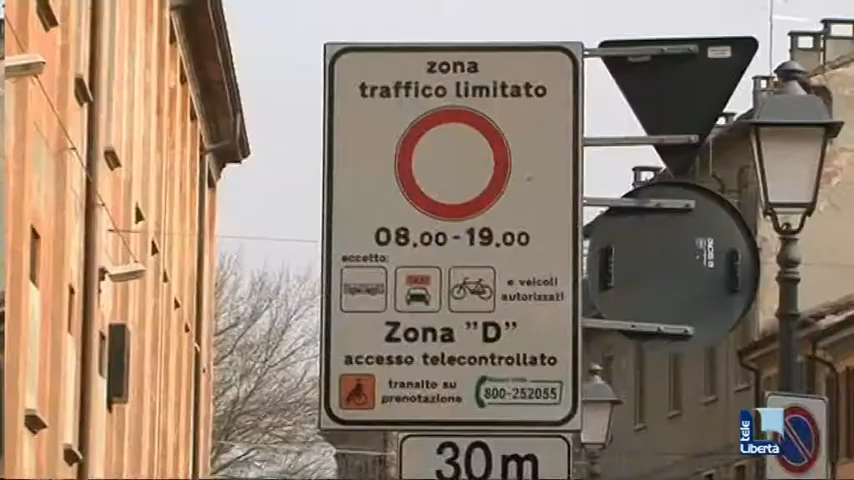 zona
traffico limitato
08.00-19.00
eccetto:
TAXI
e veicoli
autorizzati
Zona "D"
accesso telecontrollato
transito su
prenotazione
800-252055
30 m
tele
Libertà